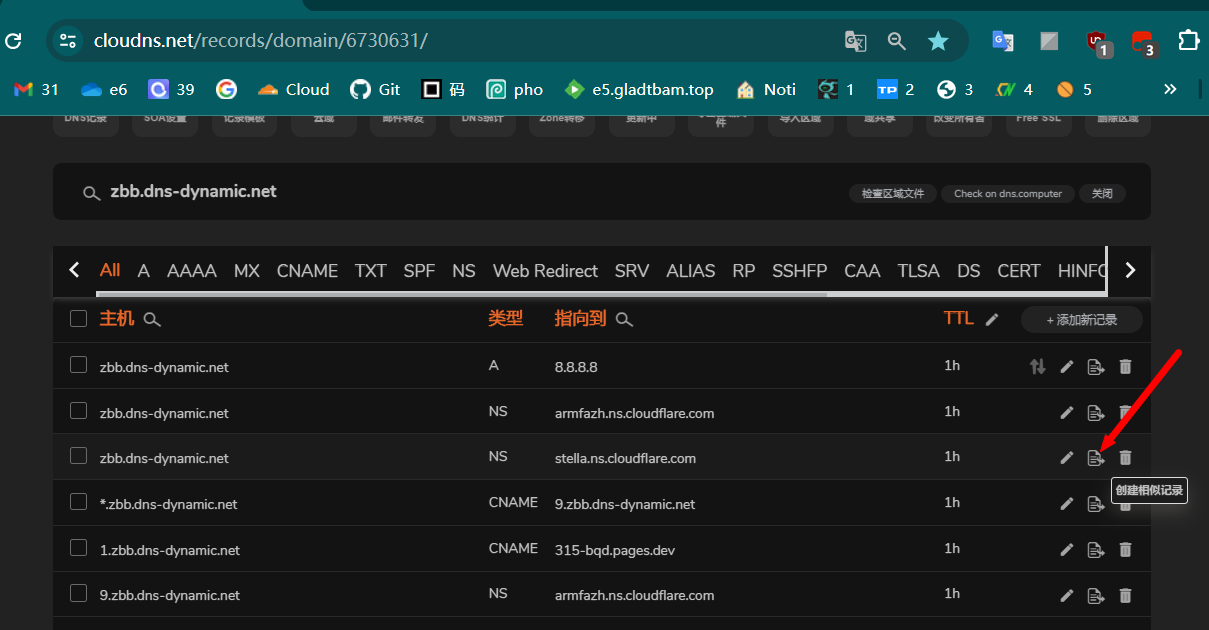 cloudns.net/records/domain/6730631/
1
3
31 e6 39 Cloud Git 码 pho e5.gladtbam.top Noti 1 TP 2 3 4 5 »
DNS记录 SOA设置 记录模板 云域 邮件转发 DNS统计 Zone转移 更新中 件 导入区域 域共享 改变所有者 Free SSL 删除区域
zbb.dns-dynamic.net 检查区域文件 Check on dns.computer 关闭
All A AAAA MX CNAME TXT SPF NS Web Redirect SRV ALIAS RP SSHFP CAA TLSA DS CERT HINFO
主机 类型 指向到 TTL + 添加新记录
zbb.dns-dynamic.net A 8.8.8.8 1h
zbb.dns-dynamic.net NS armfazh.ns.cloudflare.com 1h
zbb.dns-dynamic.net NS stella.ns.cloudflare.com 1h
创建相似记录
*.zbb.dns-dynamic.net CNAME 9.zbb.dns-dynamic.net 1h
1.zbb.dns-dynamic.net CNAME 315-bqd.pages.dev 1h
9.zbb.dns-dynamic.net NS armfazh.ns.cloudflare.com 1h